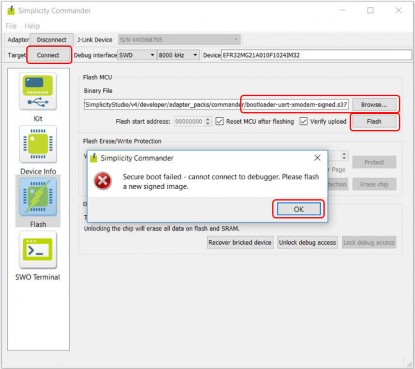 Simplicity Commander
File Help
Adapter Disconnect J-Link Device S/N 440068705
Target Connect Debug interface SWD 8000 kHz Device EFR32MG21A010F1024IM32
Kit
Device Info
Flash
SWO Terminal
Flash MCU
Binary File
SimplicityStudio/v4/developer/adapter_packs/commander/bootloader-uart-xmodem-signed.s37 Browse...
Flash start address: 00000000 Reset MCU after flashing Verify upload Flash
Flash Erase/Write Protection
Protect
Page
Erase chip
Simplicity Commander
Secure boot failed - cannot connect to debugger. Please flash
a new signed image.
OK
Unlocking the chip will erase all data on flash and SRAM.
Recover bricked device Unlock debug access Lock debug access